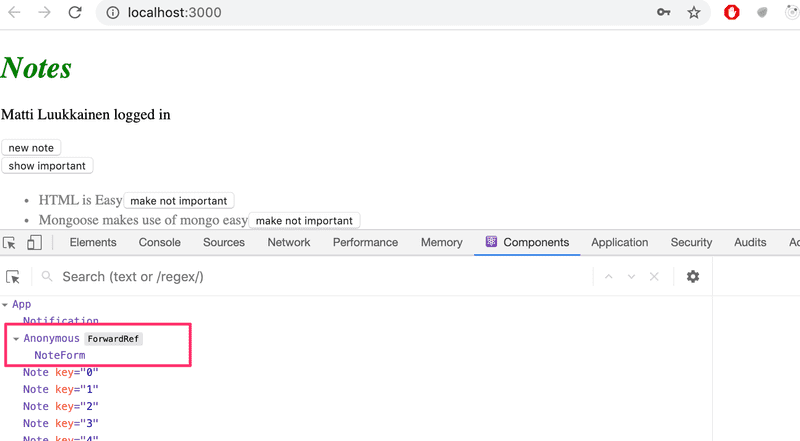 localhost:3000
Notes
Matti Luukkainen logged in
new note
show important
HTML is Easy make not important
Mongoose makes use of mongo easy make not important
Elements Console Sources Network Performance Memory Components Application Security Audits
Search (text or /regex/)
App
Notification
Anonymous ForwardRef
NoteForm
Note key="0"
Note key="1"
Note key="2"
Note key="3"
Note key="4"